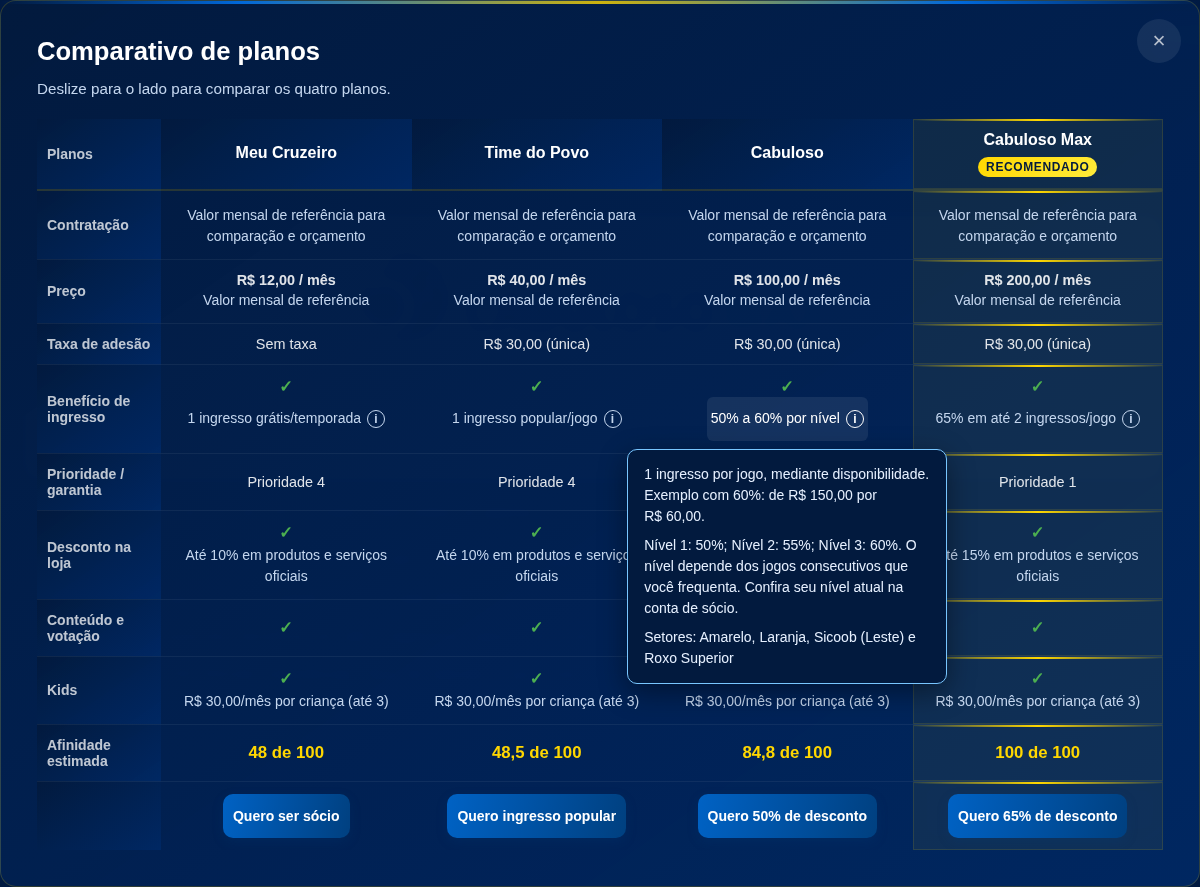 Comparativo de planos
×
Deslize para o lado para comparar os quatro planos.
Planos
Meu Cruzeiro
Time do Povo
Cabuloso
Cabuloso Max
RECOMENDADO
Contratação
Valor mensal de referência para
comparação e orçamento
Valor mensal de referência para
comparação e orçamento
Valor mensal de referência para
comparação e orçamento
Valor mensal de referência para
comparação e orçamento
Preço
R$ 12,00 / mês
Valor mensal de referência
R$ 40,00 / mês
Valor mensal de referência
R$ 100,00 / mês
Valor mensal de referência
R$ 200,00 / mês
Valor mensal de referência
Taxa de adesão
Sem taxa
R$ 30,00 (única)
R$ 30,00 (única)
R$ 30,00 (única)
Benefício de
ingresso
✓
1 ingresso grátis/temporada i
✓
1 ingresso popular/jogo i
✓
50% a 60% por nível i
✓
65% em até 2 ingressos/jogo i
1 ingresso por jogo, mediante disponibilidade.
Exemplo com 60%: de R$ 150,00 por
R$ 60,00.
Nível 1: 50%; Nível 2: 55%; Nível 3: 60%. O
nível depende dos jogos consecutivos que
você frequenta. Confira seu nível atual na
conta de sócio.
Setores: Amarelo, Laranja, Sicoob (Leste) e
Roxo Superior
Prioridade /
garantia
Prioridade 4
Prioridade 4
Prioridade 1
Desconto na
loja
✓
Até 10% em produtos e serviços
oficiais
✓
Até 10% em produtos e serviço
oficiais
✓
té 15% em produtos e serviços
oficiais
Conteúdo e
votação
✓
✓
✓
Kids
✓
R$ 30,00/mês por criança (até 3)
✓
R$ 30,00/mês por criança (até 3)
R$ 30,00/mês por criança (até 3)
✓
R$ 30,00/mês por criança (até 3)
Afinidade
estimada
48 de 100
48,5 de 100
84,8 de 100
100 de 100
Quero ser sócio
Quero ingresso popular
Quero 50% de desconto
Quero 65% de desconto